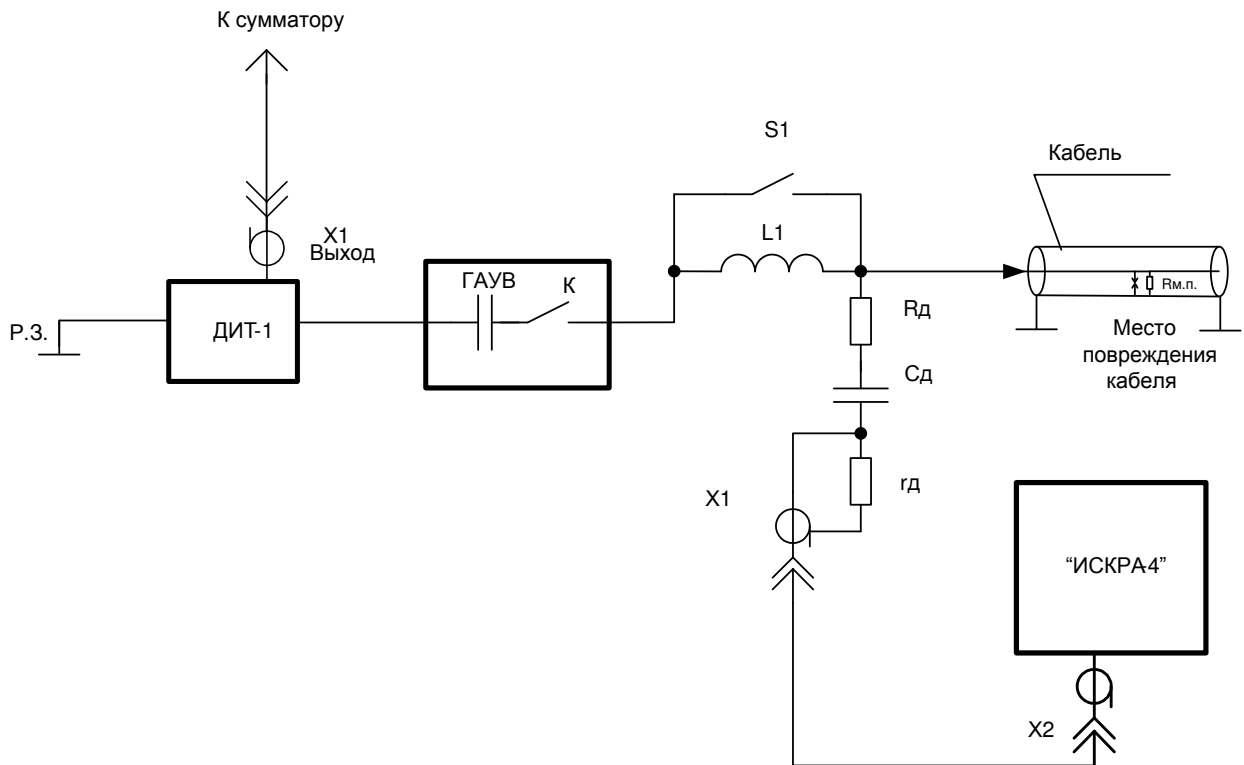 К сумматору
S1
Кабель
X1
Выход
L1
ГАУВ
К
Rм.п.
Р.З.
ДИТ-1
Rд
Место
повреждения
кабеля
Cд
rд
X1
“ИСКРА-4”
X2